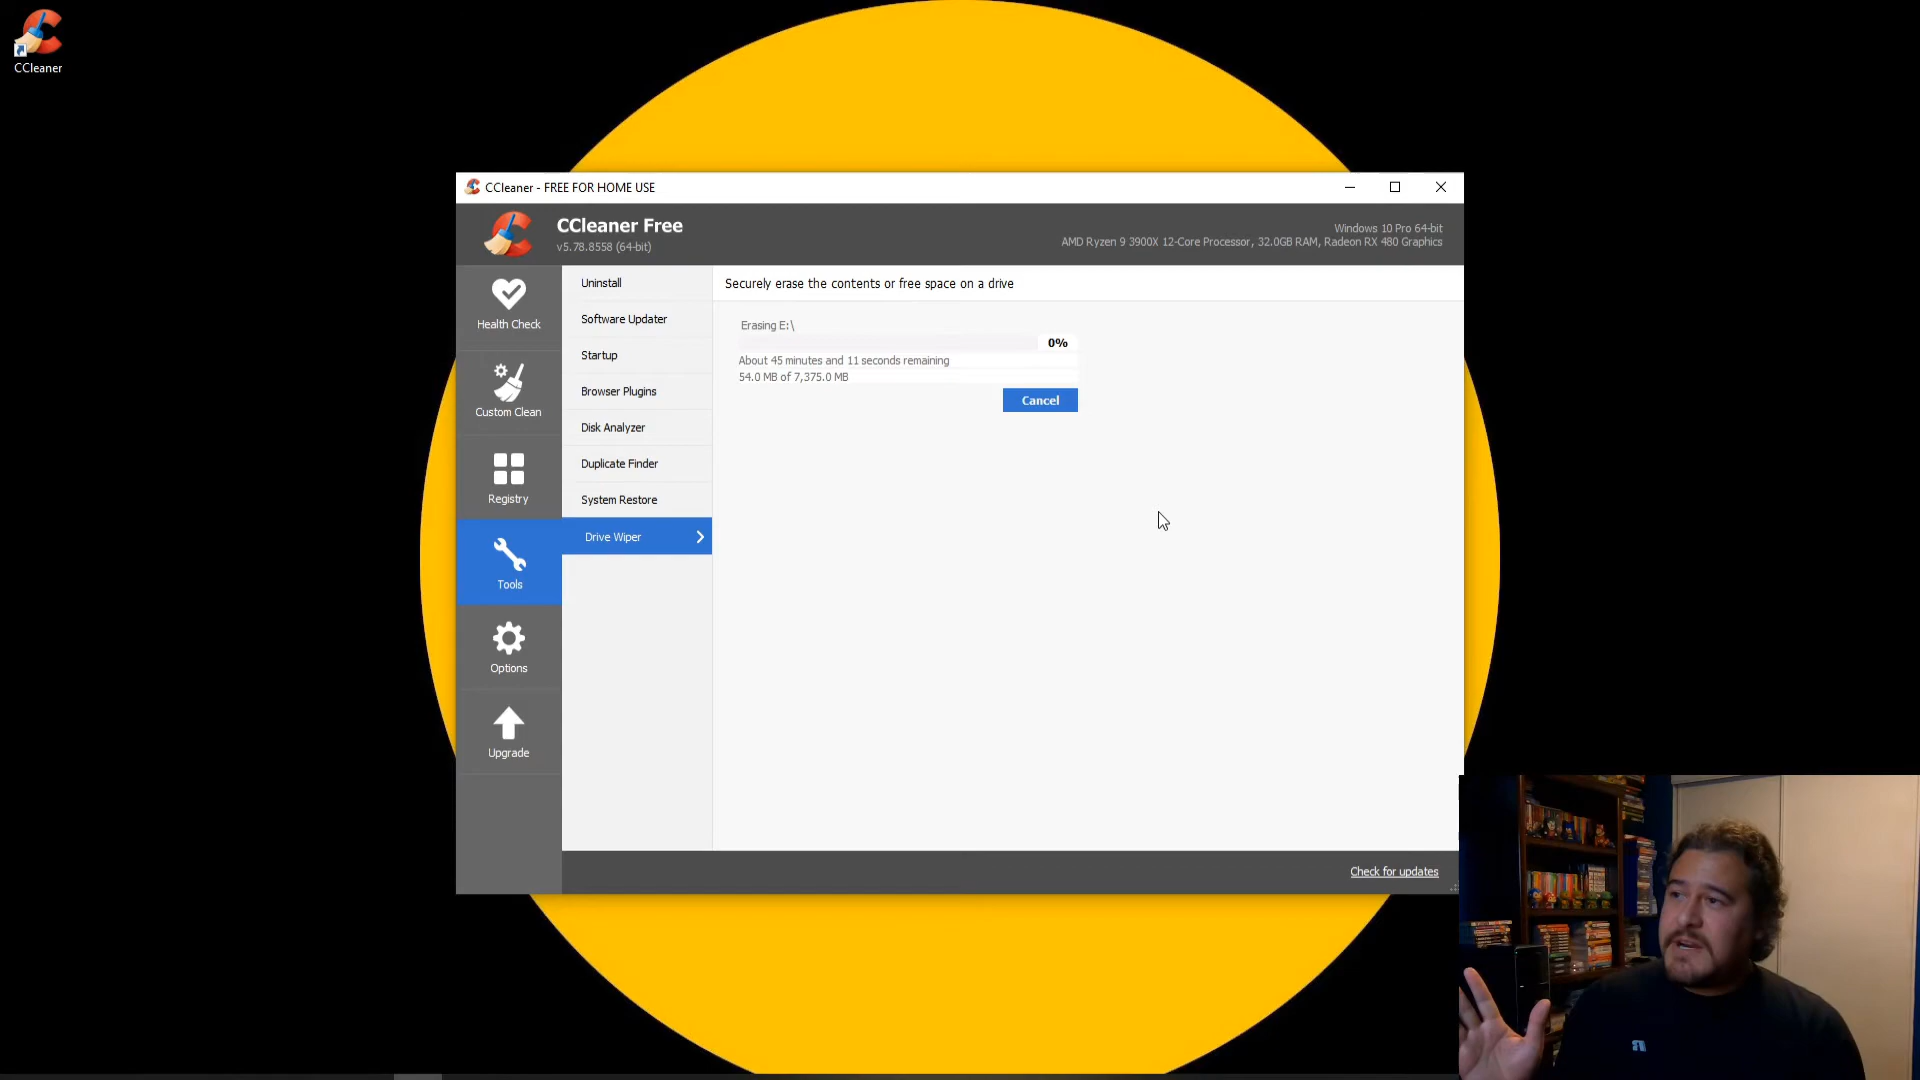 CCleaner
CCleaner - FREE FOR HOME USE
CCleaner Free
v5.78.8558 (64-bit)
Windows 10 Pro 64-bit
AMD Ryzen 9 3900X 12-Core Processor, 32.0GB RAM, Radeon RX 480 Graphics
Health Check
Custom Clean
Registry
Tools
Options
Upgrade
Uninstall
Software Updater
Startup
Browser Plugins
Disk Analyzer
Duplicate Finder
System Restore
Drive Wiper
Securely erase the contents or free space on a drive
Erasing E:\
0%
About 45 minutes and 11 seconds remaining
54.0 MB of 7,375.0 MB
Cancel
Check for updates